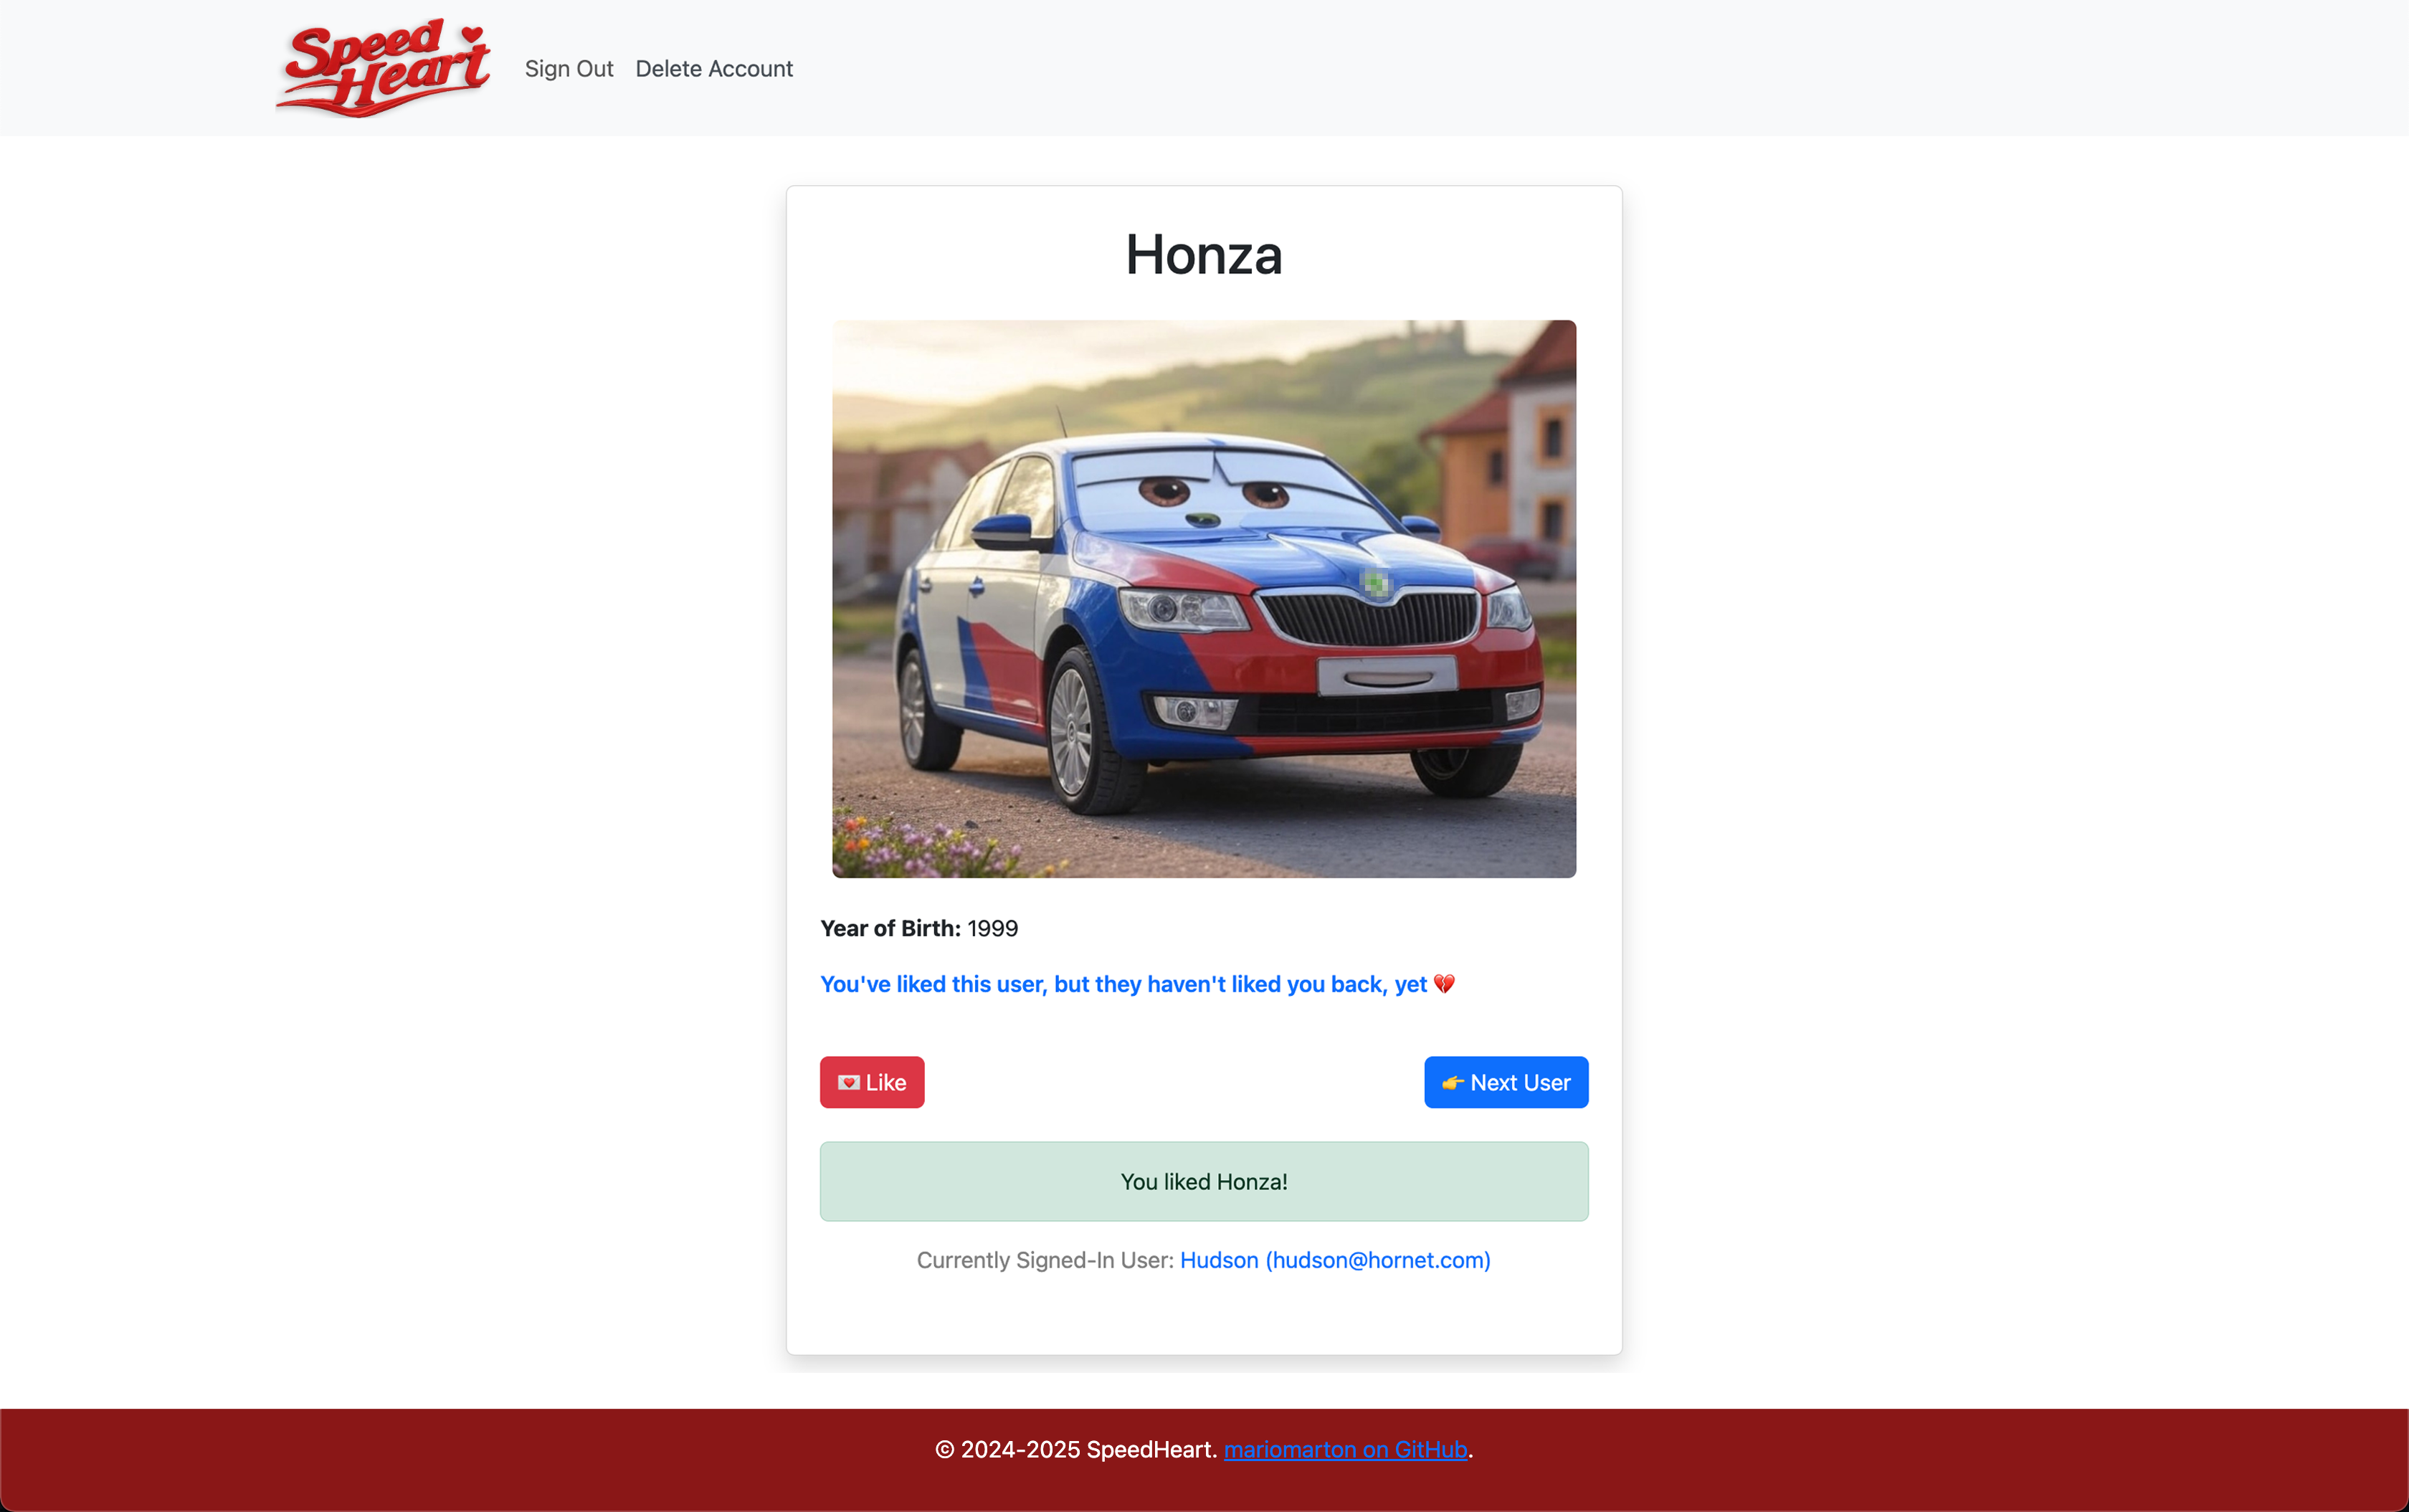 Speed
Heart
Sign Out Delete Account
Honza
Year of Birth: 1999
You've liked this user, but they haven't liked you back, yet 💔
💌 Like
👉 Next User
You liked Honza!
Currently Signed-In User: Hudson (hudson@hornet.com)
© 2024-2025 SpeedHeart. mariomarton on GitHub.